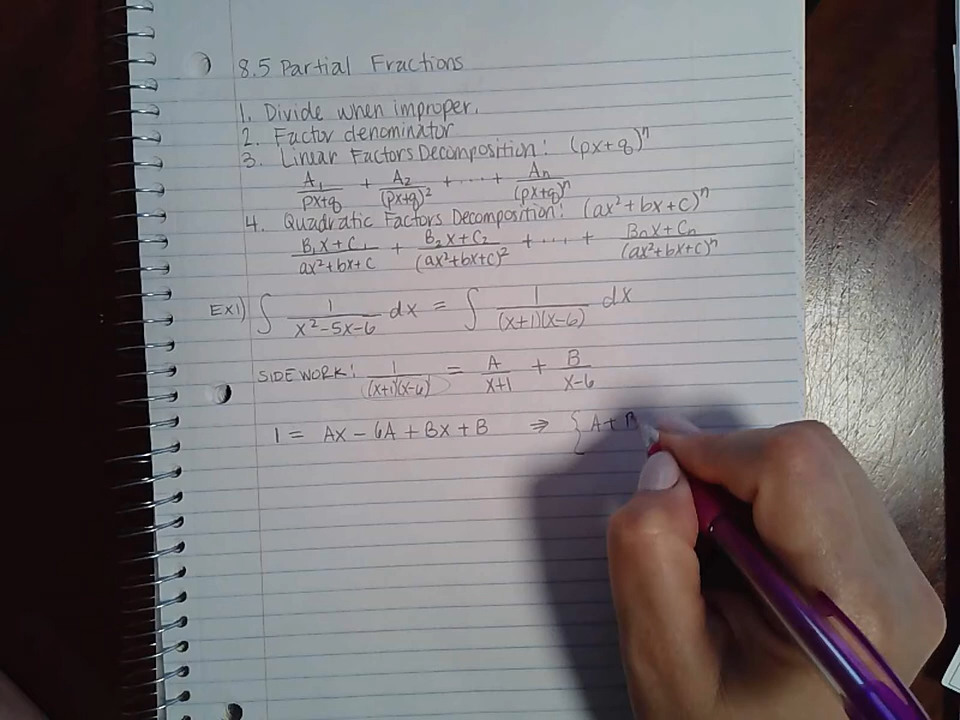 8.5 Partial Fractions
1. Divide when improper.
2. Factor denominator
3. Linear Factors Decomposition: (px+q)^n
A₁/(px+q) + A₂/(px+q)² + ... + Aₙ/(px+q)^n
4. Quadratic Factors Decomposition: (ax²+bx+c)^n
(B₁x+C₁)/(ax²+bx+c) + (B₂x+C₂)/(ax²+bx+c)² + ... + (Bₙx+Cₙ)/(ax²+bx+c)^n
EX1) ∫ 1/(x²-5x-6) dx = ∫ 1/((x+1)(x-6)) dx
SIDEWORK: 1/((x+1)(x-6)) = A/(x+1) + B/(x-6)
1 = Ax - 6A + Bx + B ⇒ { A + B